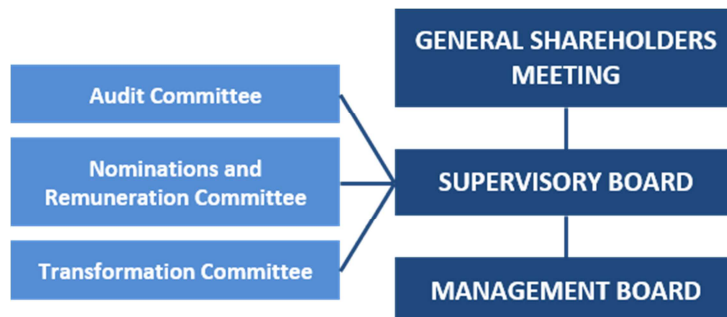 GENERAL SHAREHOLDERS
MEETING
Audit Committee
Nominations and
Remuneration Committee
SUPERVISORY BOARD
Transformation Committee
MANAGEMENT BOARD